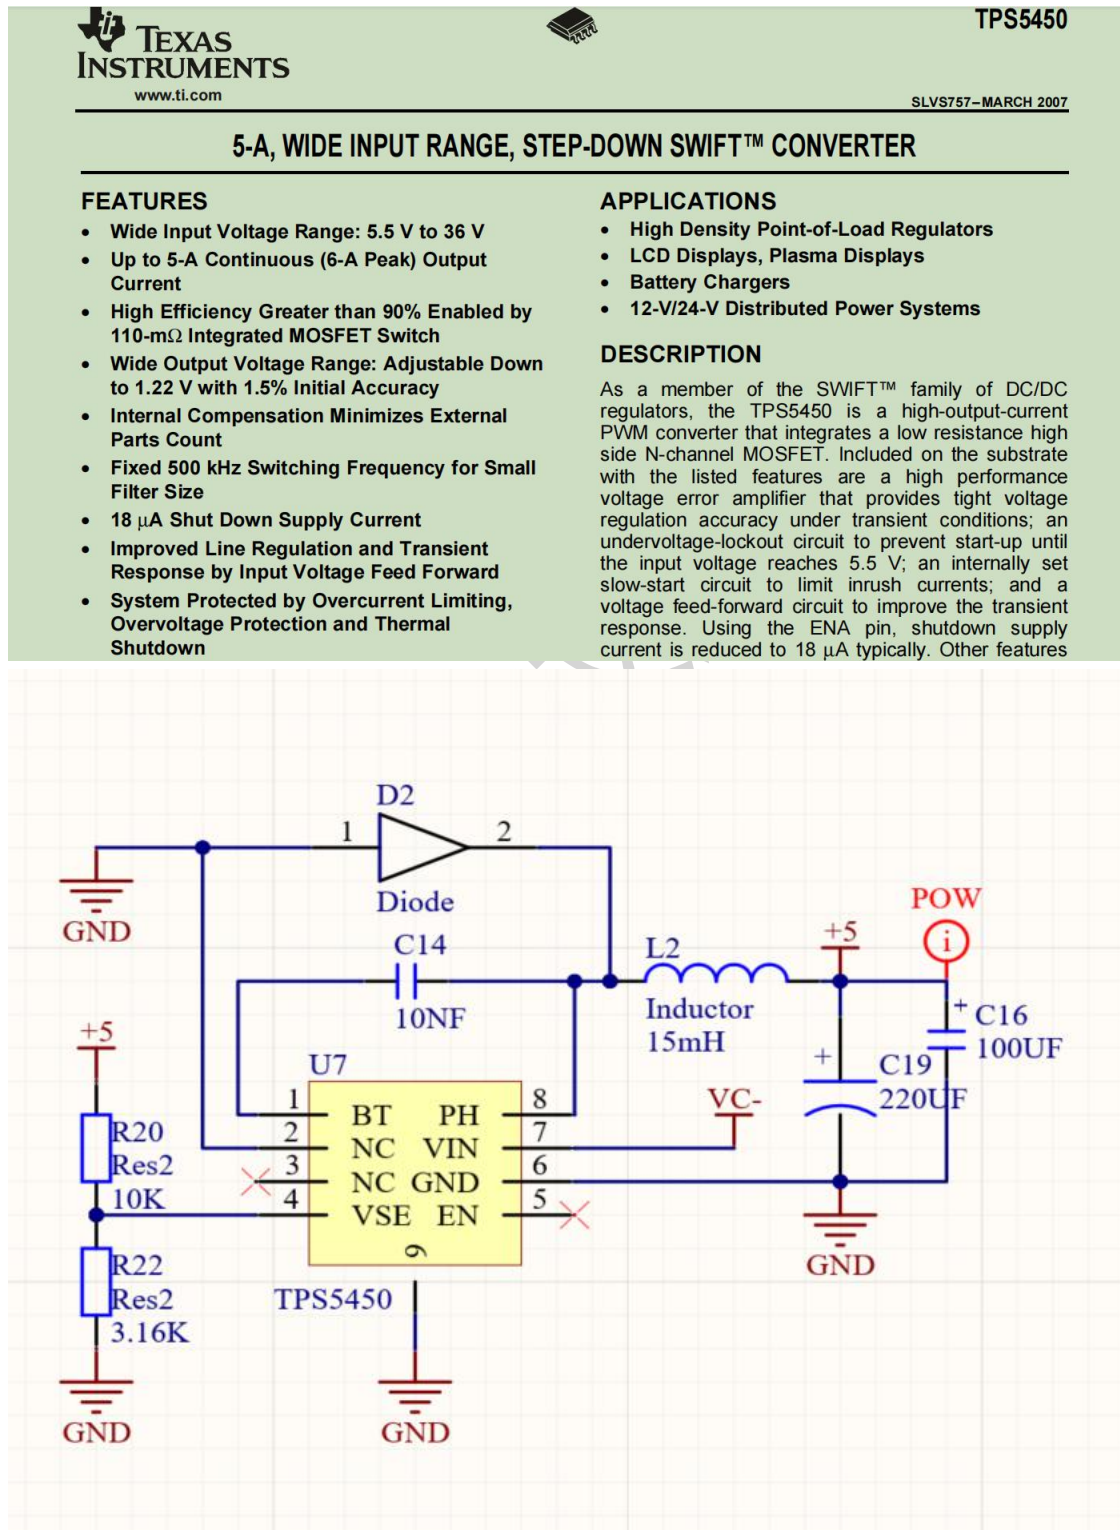 TEXAS
INSTRUMENTS
www.ti.com
TPS5450
SLVS757–MARCH 2007
5-A, WIDE INPUT RANGE, STEP-DOWN SWIFT™ CONVERTER
FEATURES
• Wide Input Voltage Range: 5.5 V to 36 V
• Up to 5-A Continuous (6-A Peak) Output
Current
• High Efficiency Greater than 90% Enabled by
110-mΩ Integrated MOSFET Switch
• Wide Output Voltage Range: Adjustable Down
to 1.22 V with 1.5% Initial Accuracy
• Internal Compensation Minimizes External
Parts Count
• Fixed 500 kHz Switching Frequency for Small
Filter Size
• 18 μA Shut Down Supply Current
• Improved Line Regulation and Transient
Response by Input Voltage Feed Forward
• System Protected by Overcurrent Limiting,
Overvoltage Protection and Thermal
Shutdown
APPLICATIONS
• High Density Point-of-Load Regulators
• LCD Displays, Plasma Displays
• Battery Chargers
• 12-V/24-V Distributed Power Systems
DESCRIPTION
As a member of the SWIFT™ family of DC/DC
regulators, the TPS5450 is a high-output-current
PWM converter that integrates a low resistance high
side N-channel MOSFET. Included on the substrate
with the listed features are a high performance
voltage error amplifier that provides tight voltage
regulation accuracy under transient conditions; an
undervoltage-lockout circuit to prevent start-up until
the input voltage reaches 5.5 V; an internally set
slow-start circuit to limit inrush currents; and a
voltage feed-forward circuit to improve the transient
response. Using the ENA pin, shutdown supply
current is reduced to 18 μA typically. Other features
D2
1 2
Diode
GND
C14
10NF
L2
Inductor
15mH
+5
POW
i
+ C16
100UF
+ C19
220UF
+5
R20
Res2
10K
R22
Res2
3.16K
GND
U7
1 BT PH 8
2 NC VIN 7
3 NC GND 6
4 VSE EN 5
9
TPS5450
VC-
GND
GND